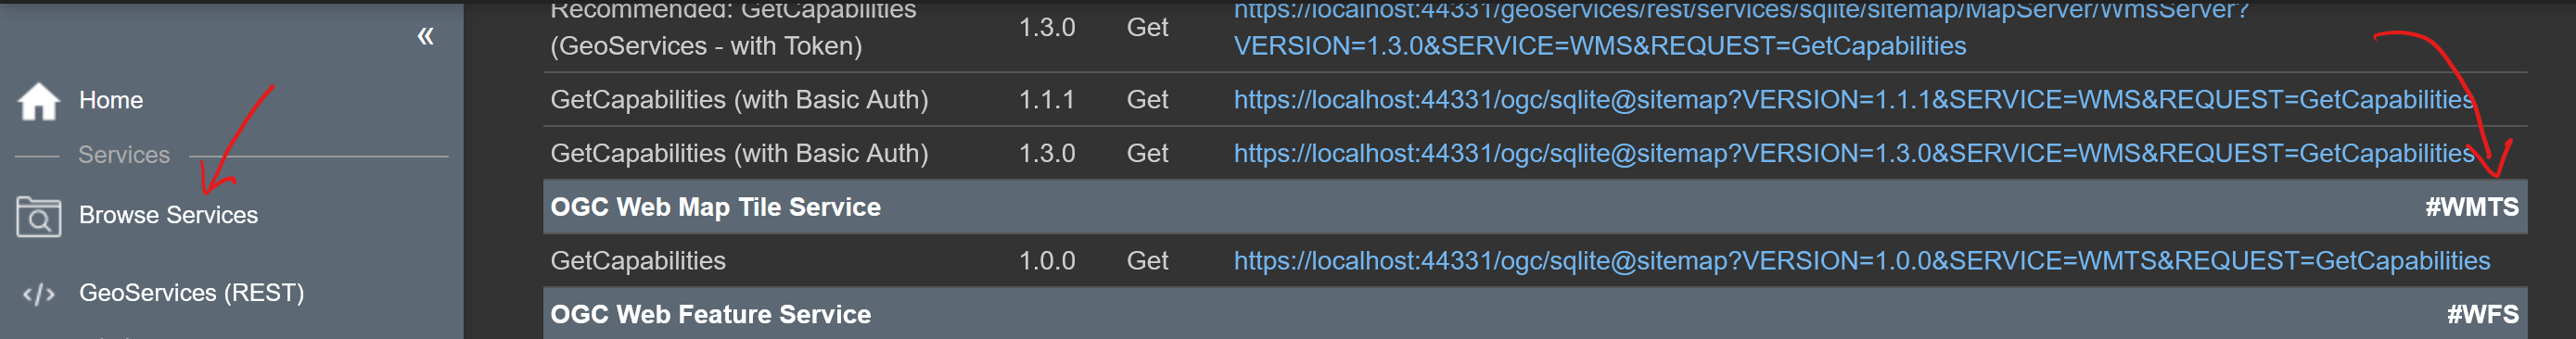 «
Home
Services
Browse Services
</> GeoServices (REST)
Recommended: GetCapabilities
(GeoServices - with Token)
1.3.0
Get
https://localhost:44331/geoservices/rest/services/sqlite/sitemap/MapServer/WmsServer?
VERSION=1.3.0&SERVICE=WMS&REQUEST=GetCapabilities
GetCapabilities (with Basic Auth) 1.1.1 Get https://localhost:44331/ogc/sqlite@sitemap?VERSION=1.1.1&SERVICE=WMS&REQUEST=GetCapabilities
GetCapabilities (with Basic Auth) 1.3.0 Get https://localhost:44331/ogc/sqlite@sitemap?VERSION=1.3.0&SERVICE=WMS&REQUEST=GetCapabilities
OGC Web Map Tile Service #WMTS
GetCapabilities 1.0.0 Get https://localhost:44331/ogc/sqlite@sitemap?VERSION=1.0.0&SERVICE=WMTS&REQUEST=GetCapabilities
OGC Web Feature Service #WFS